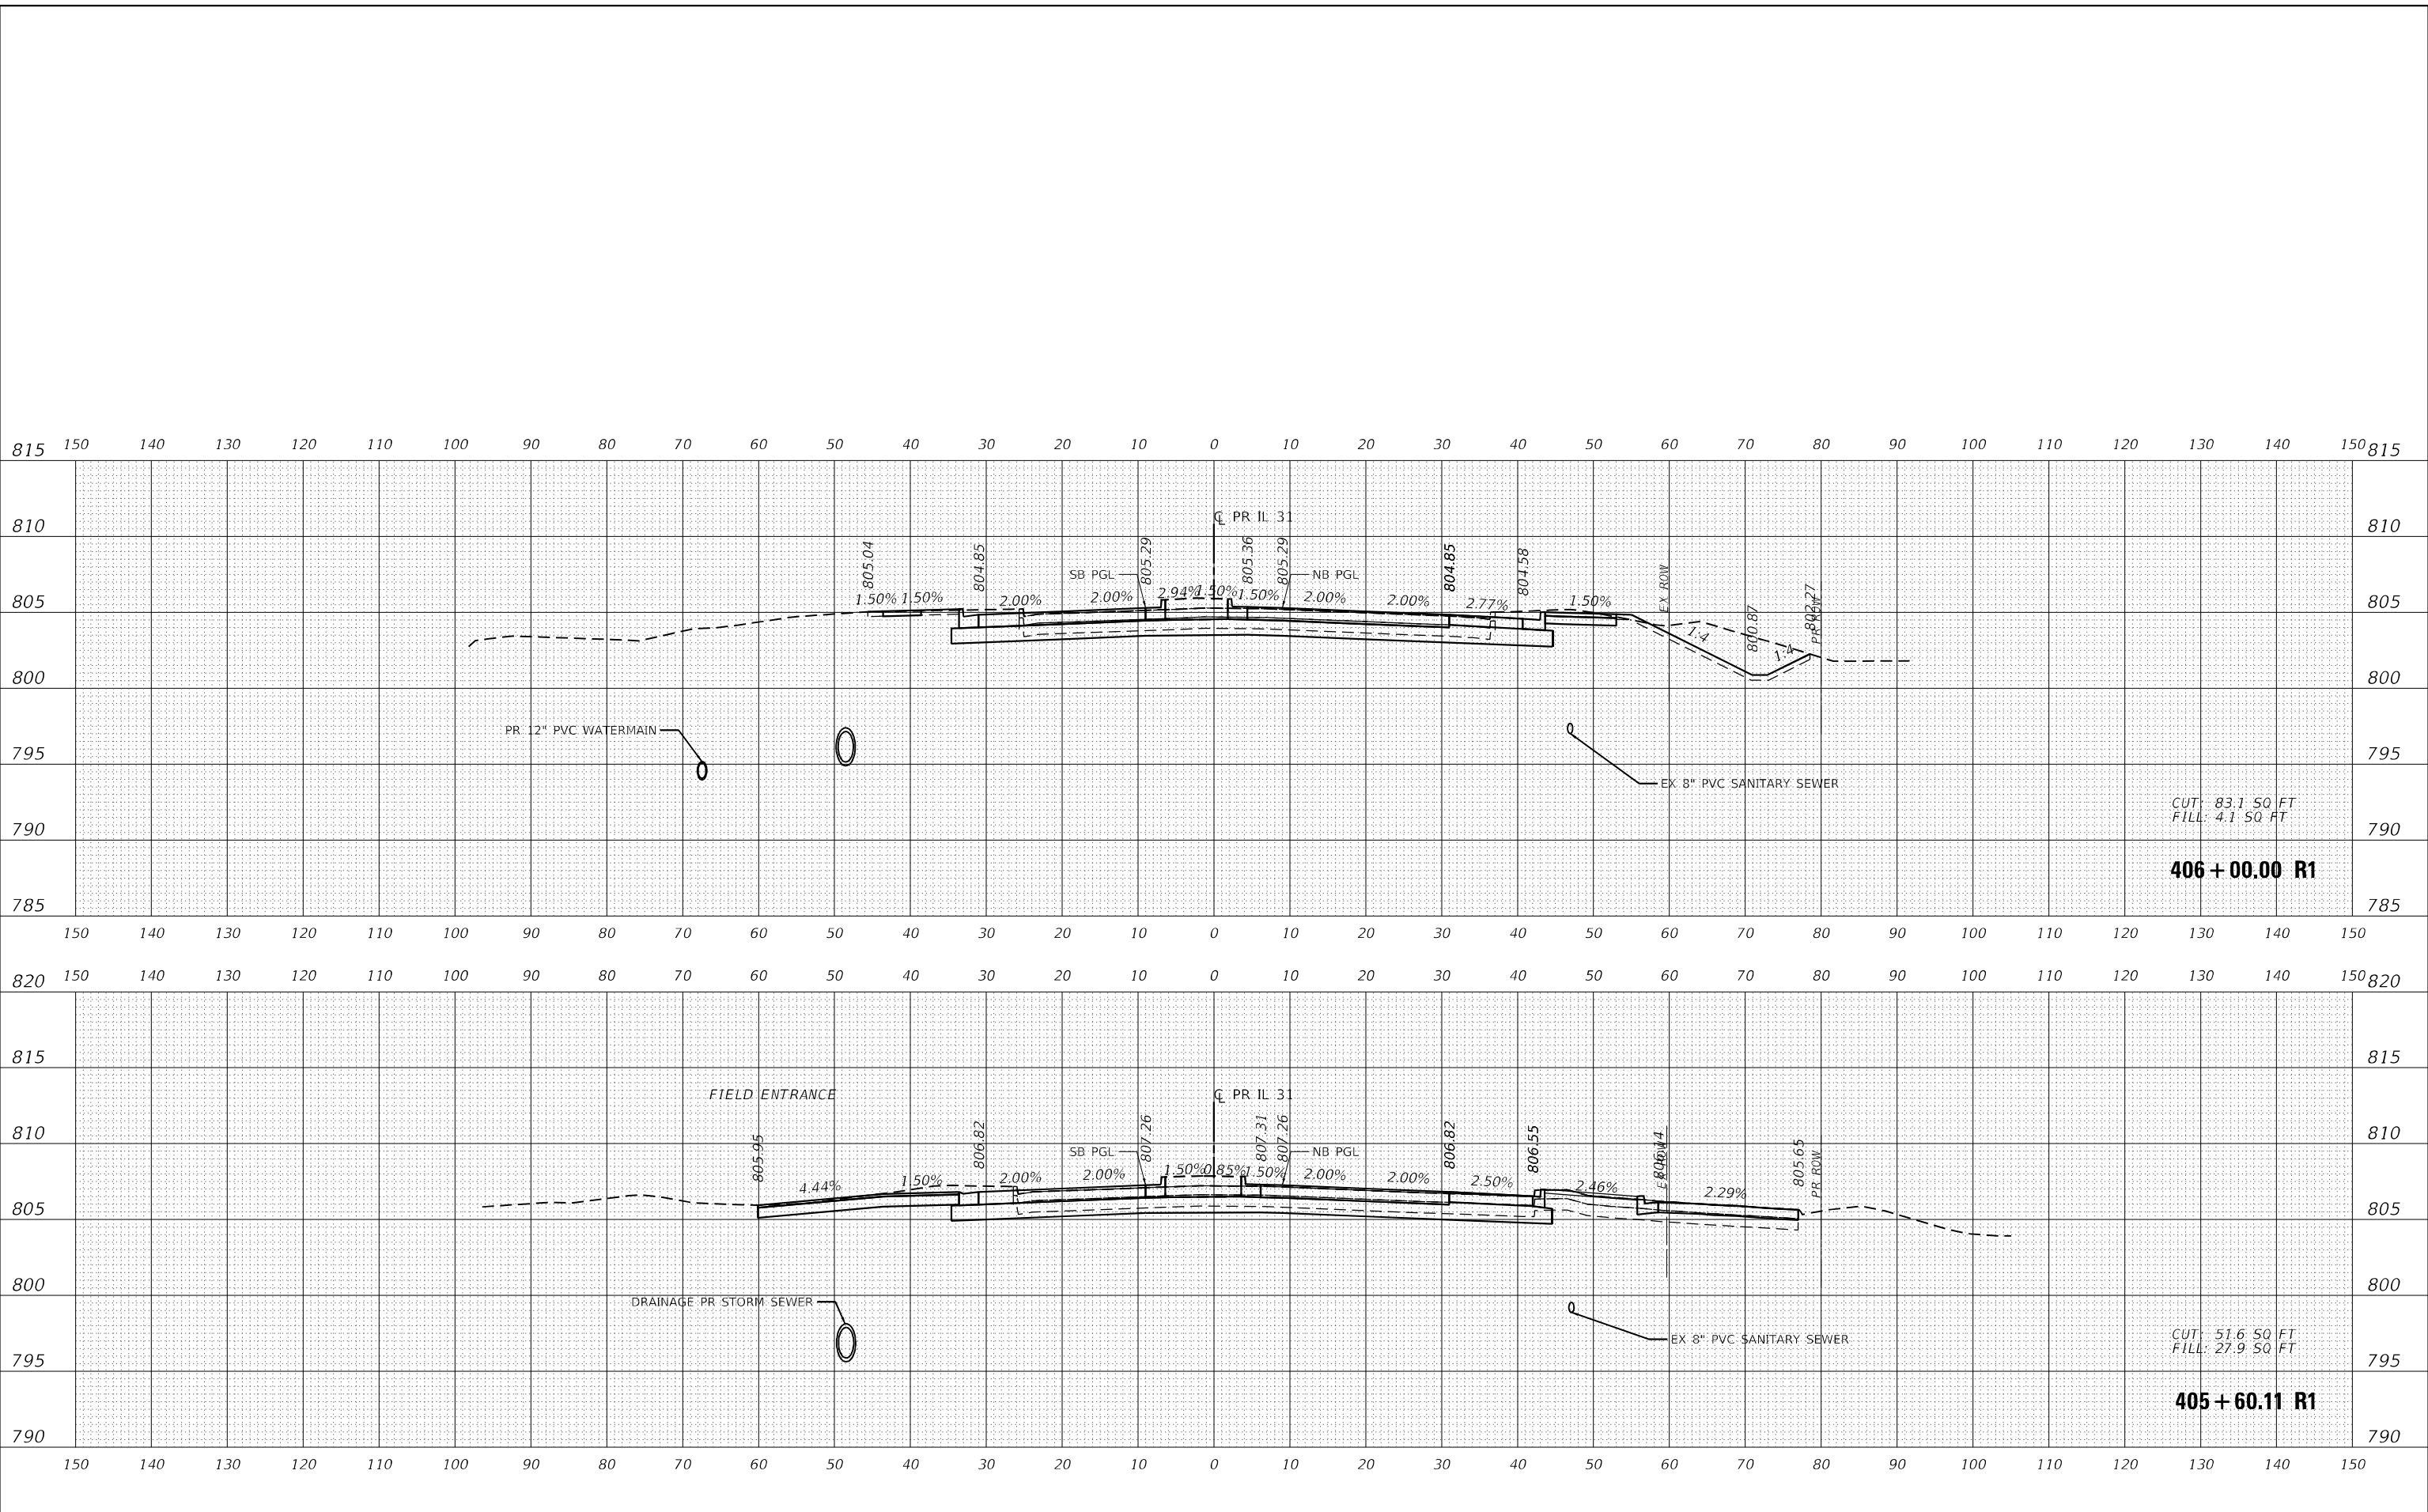 150 140 130 120 110 100 90 80 70 60 50 40 30 20 10 0 10 20 30 40 50 60 70 80 90 100 110 120 130 140 150
815 815
℄ PR IL 31
810 810
805.04 804.85 805.29 805.36 805.29 804.85 804.58 EX ROW 800.87 802.27 PR ROW
SB PGL NB PGL
1.50% 1.50% 2.00% 2.00% 2.94% 1.50% 1.50% 2.00% 2.00% 2.77% 1.50%
805 805
1:4 1:4
800 800
PR 12" PVC WATERMAIN
795 795
EX 8" PVC SANITARY SEWER
CUT: 83.1 SQ FT
FILL: 4.1 SQ FT
790 790
406+00.00 R1
785 785
150 140 130 120 110 100 90 80 70 60 50 40 30 20 10 0 10 20 30 40 50 60 70 80 90 100 110 120 130 140 150
150 140 130 120 110 100 90 80 70 60 50 40 30 20 10 0 10 20 30 40 50 60 70 80 90 100 110 120 130 140 150
820 820
815 815
FIELD ENTRANCE
℄ PR IL 31
810 810
805.95 806.82 807.26 807.31 807.26 806.82 806.55 806.14 EX ROW 805.65 PR ROW
SB PGL NB PGL
4.44% 1.50% 2.00% 2.00% 1.50% 0.85% 1.50% 2.00% 2.00% 2.50% 2.46% 2.29%
805 805
800 800
DRAINAGE PR STORM SEWER
EX 8" PVC SANITARY SEWER
CUT: 51.6 SQ FT
FILL: 27.9 SQ FT
795 795
405+60.11 R1
790 790
150 140 130 120 110 100 90 80 70 60 50 40 30 20 10 0 10 20 30 40 50 60 70 80 90 100 110 120 130 140 150